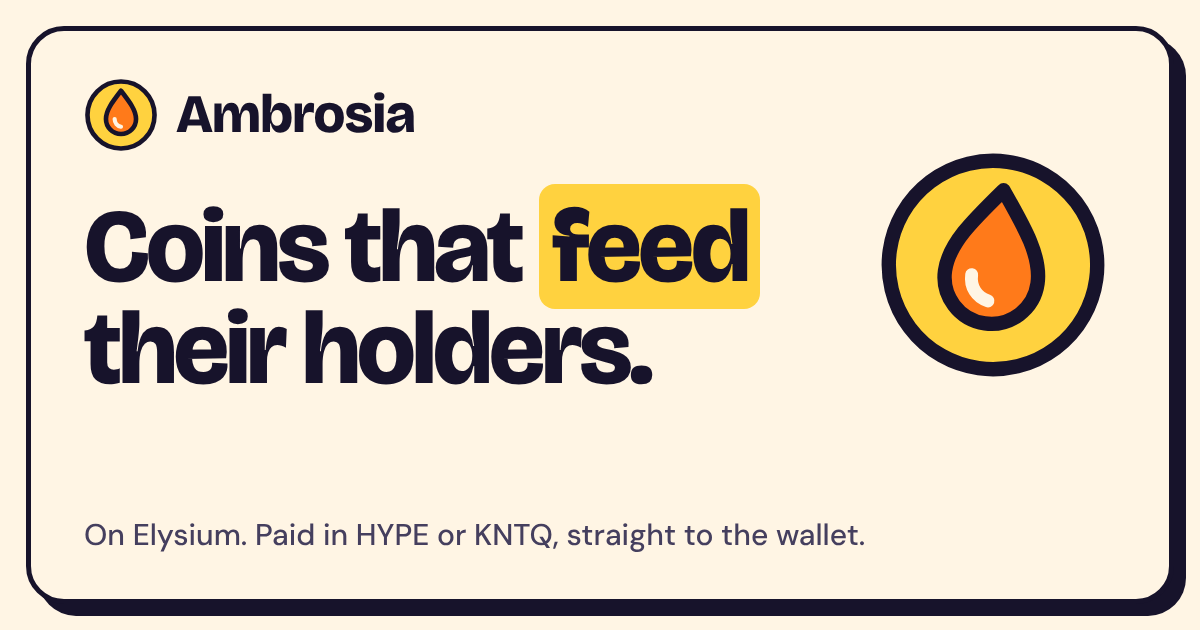 Ambrosia
Coins that feed
their holders.
On Elysium. Paid in HYPE or KNTQ, straight to the wallet.